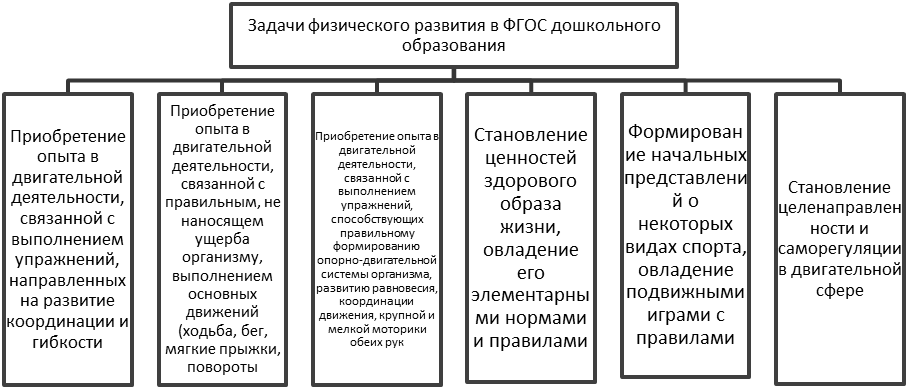 Задачи физического развития в ФГОС дошкольного
образования
Приобретение
опыта в
двигательной
деятельности,
связанной с
выполнением
упражнений,
направленных
на развитие
координации и
гибкости
Приобретение
опыта в
двигательной
деятельности,
связанной с
правильным, не
наносящем
ущерба
организму,
выполнением
основных
движений
(ходьба, бег,
мягкие прыжки,
повороты
Приобретение опыта в
двигательной
деятельности,
связанной с
выполнением
упражнений,
способствующих
правильному
формированию
опорно-двигательной
системы организма,
развитию равновесия,
координации
движения, крупной и
мелкой моторики
обеих рук
Становление
ценностей
здорового
образа
жизни,
овладение
его
элементарны
ми нормами
и правилами
Формирован
ие начальных
представлени
й о
некоторых
видах спорта,
овладение
подвижными
играми с
правилами
Становление
целенаправлен
ности и
саморегуляции
в двигательной
сфере